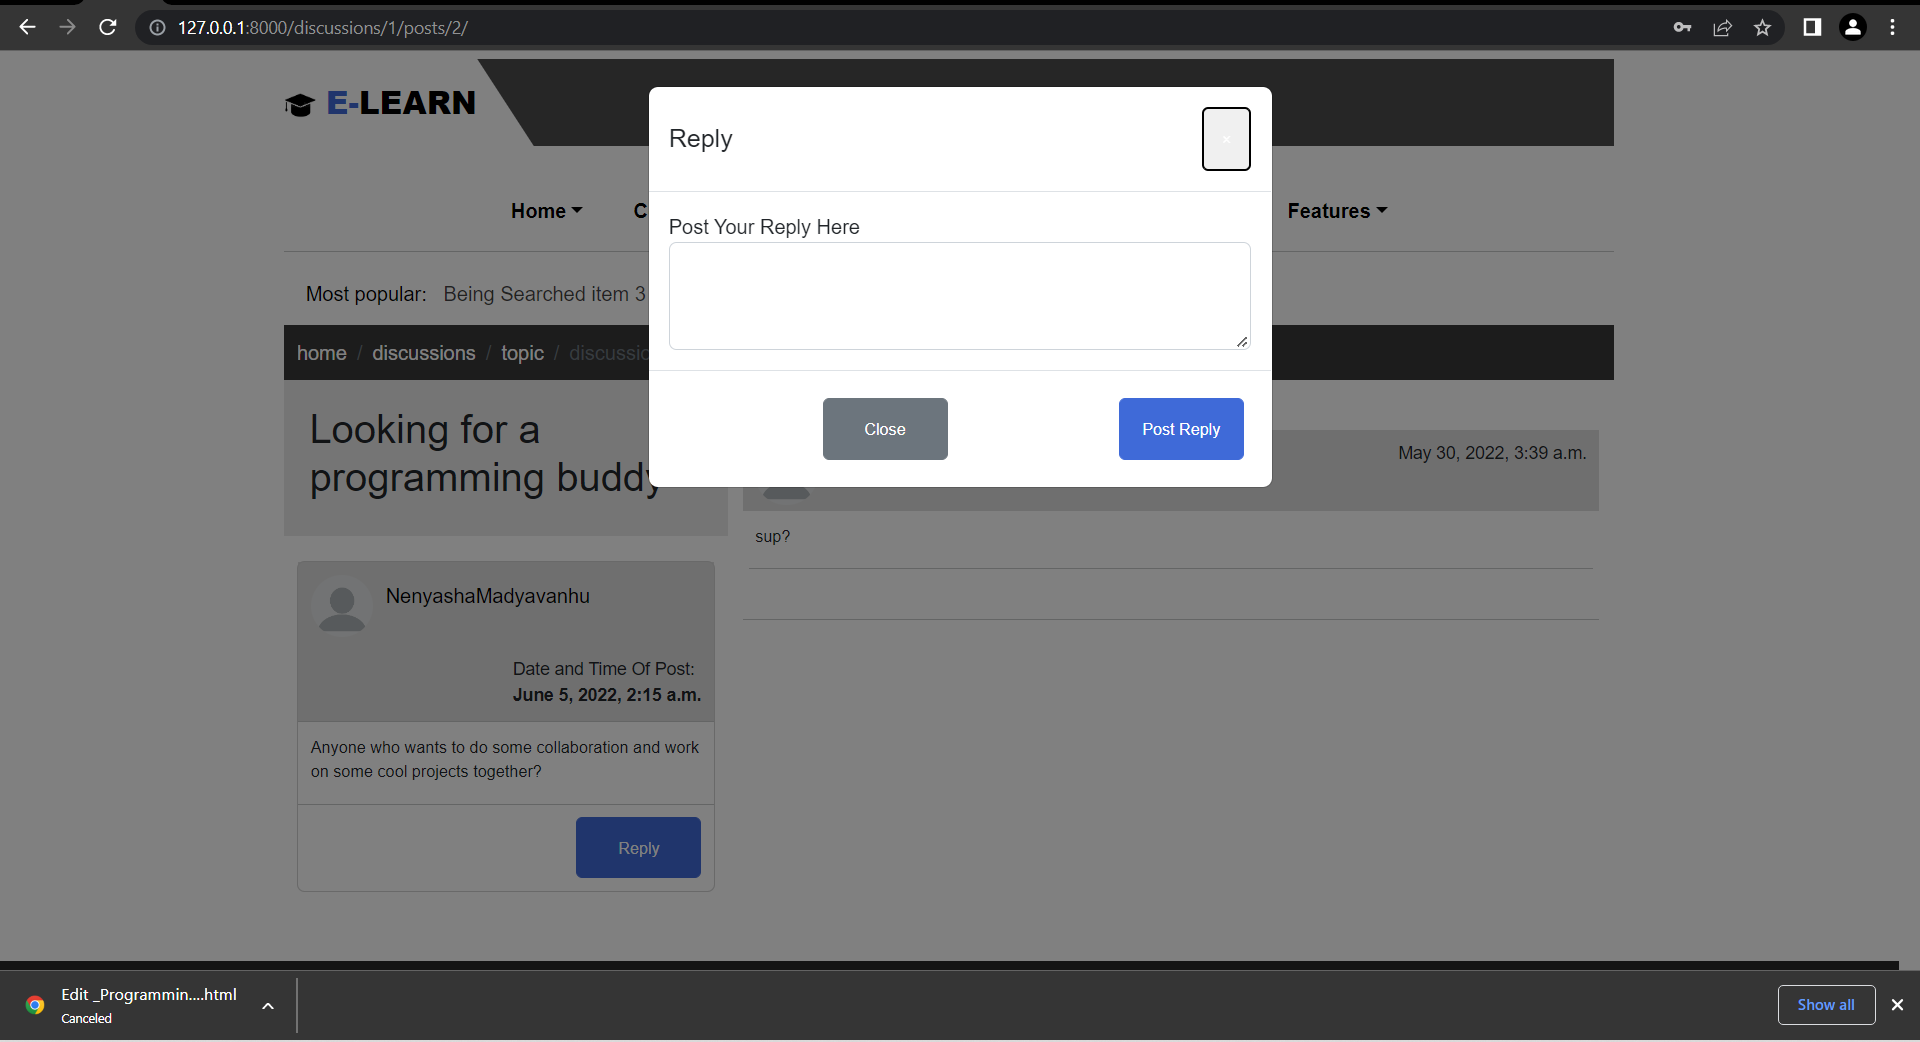 127.0.0.1:8000/discussions/1/posts/2/
E-LEARN
Reply
×
Home
C
Features
Post Your Reply Here
Most popular: Being Searched item 3
home / discussions / topic / discussio
Close
Post Reply
Looking for a
programming buddy
May 30, 2022, 3:39 a.m.
sup?
NenyashaMadyavanhu
Date and Time Of Post:
June 5, 2022, 2:15 a.m.
Anyone who wants to do some collaboration and work
on some cool projects together?
Reply
Edit _Programmin....html
Canceled
Show all